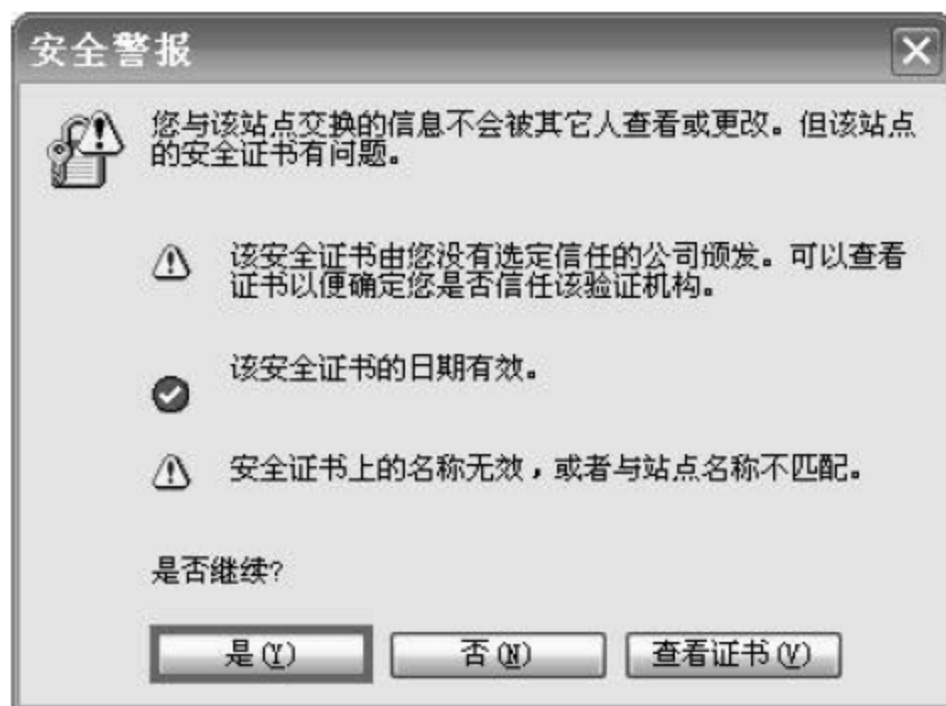 安全警报
您与该站点交换的信息不会被其它人查看或更改。但该站点
的安全证书有问题。
该安全证书由您没有选定信任的公司颁发。可以查看
证书以便确定您是否信任该验证机构。
该安全证书的日期有效。
安全证书上的名称无效，或者与站点名称不匹配。
是否继续?
是(Y) 否(N) 查看证书(V)